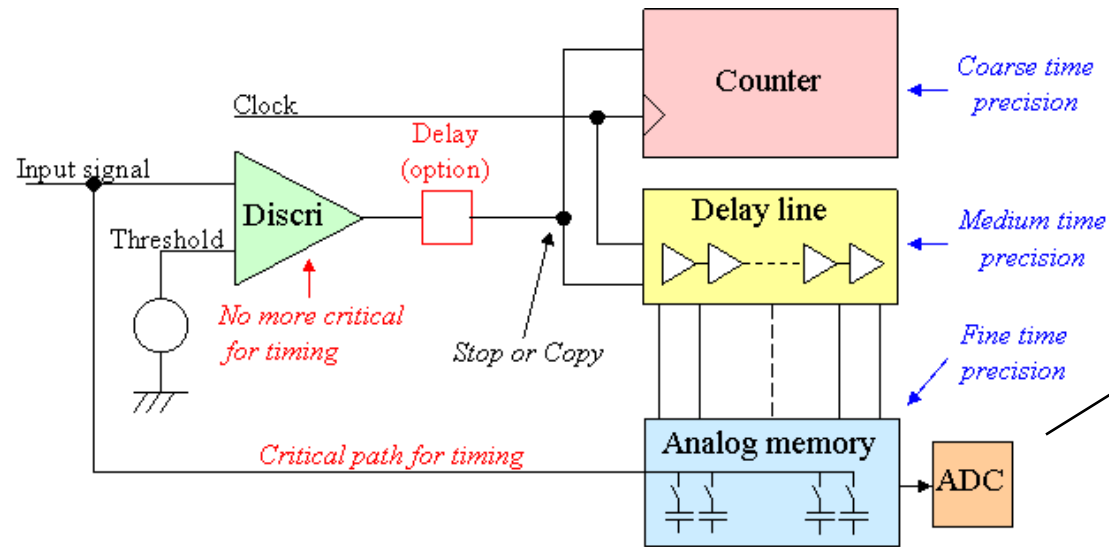 Counter
Coarse time
precision
Clock
Delay
(option)
Input signal
Discri
Threshold
Delay line
Medium time
precision
No more critical
for timing
Stop or Copy
Fine time
precision
Critical path for timing
Analog memory
ADC